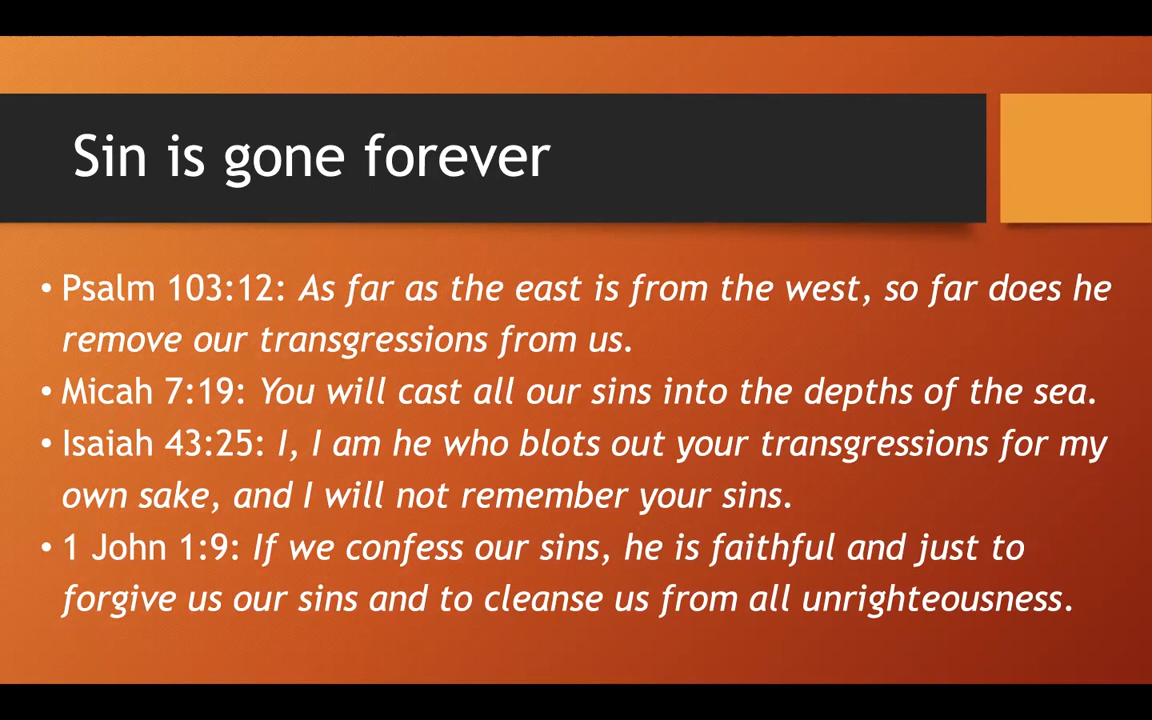 Sin is gone forever
• Psalm 103:12: As far as the east is from the west, so far does he
remove our transgressions from us.
• Micah 7:19: You will cast all our sins into the depths of the sea.
• Isaiah 43:25: I, I am he who blots out your transgressions for my
own sake, and I will not remember your sins.
• 1 John 1:9: If we confess our sins, he is faithful and just to
forgive us our sins and to cleanse us from all unrighteousness.